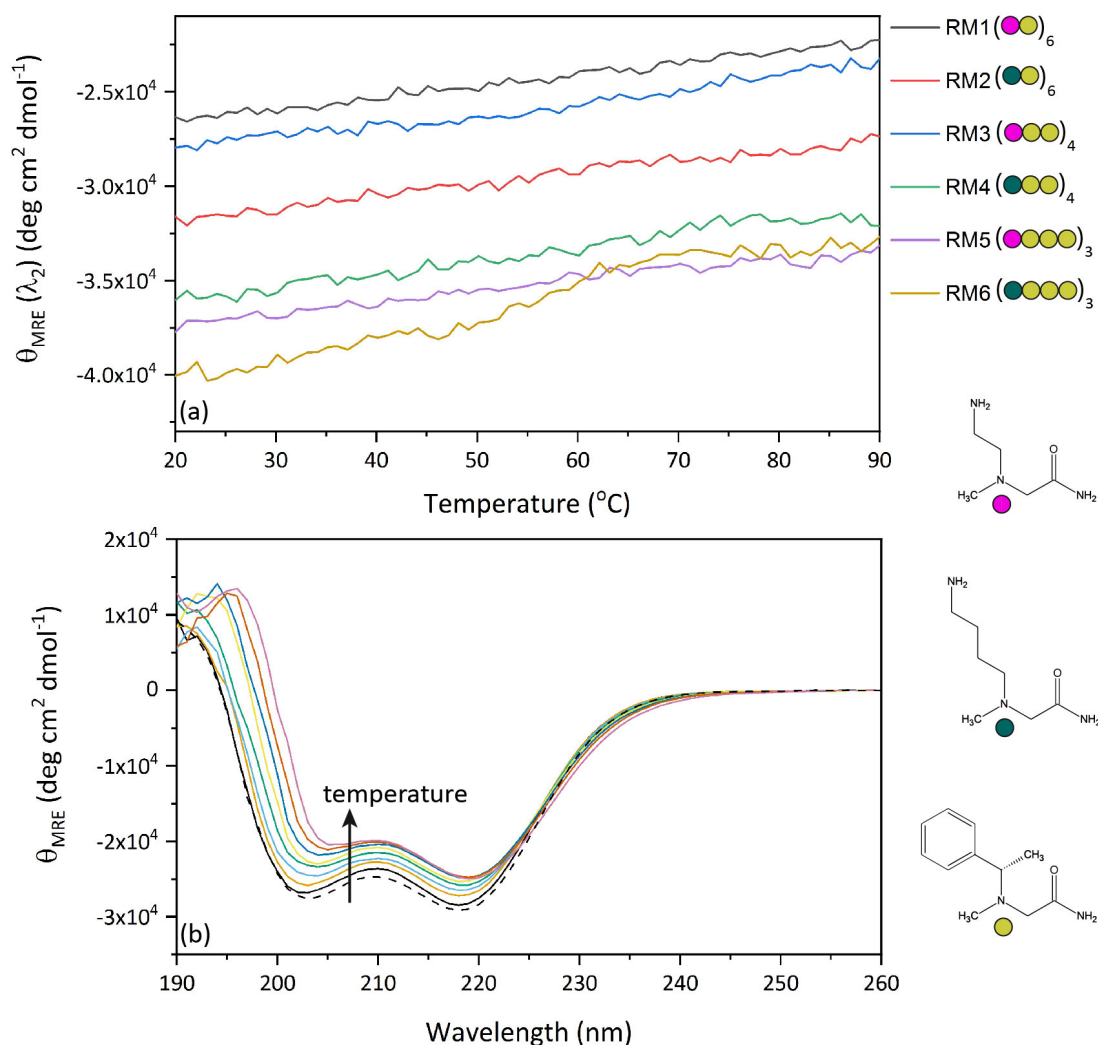 RM1 ( )6
RM2 ( )6
RM3 ( )4
RM4 ( )4
RM5 ( )3
RM6 ( )3
θMRE (λ2) (deg cm2 dmol-1)
-2.5x10^4
-3.0x10^4
-3.5x10^4
-4.0x10^4
(a)
20 30 40 50 60 70 80 90
Temperature (oC)
NH2
O
N
H3C
NH2
θMRE (deg cm2 dmol-1)
2x10^4
1x10^4
0
-1x10^4
-2x10^4
-3x10^4
temperature
(b)
190 200 210 220 230 240 250 260
Wavelength (nm)
NH2
O
N
H3C
NH2
CH3
O
N
H3C
NH2